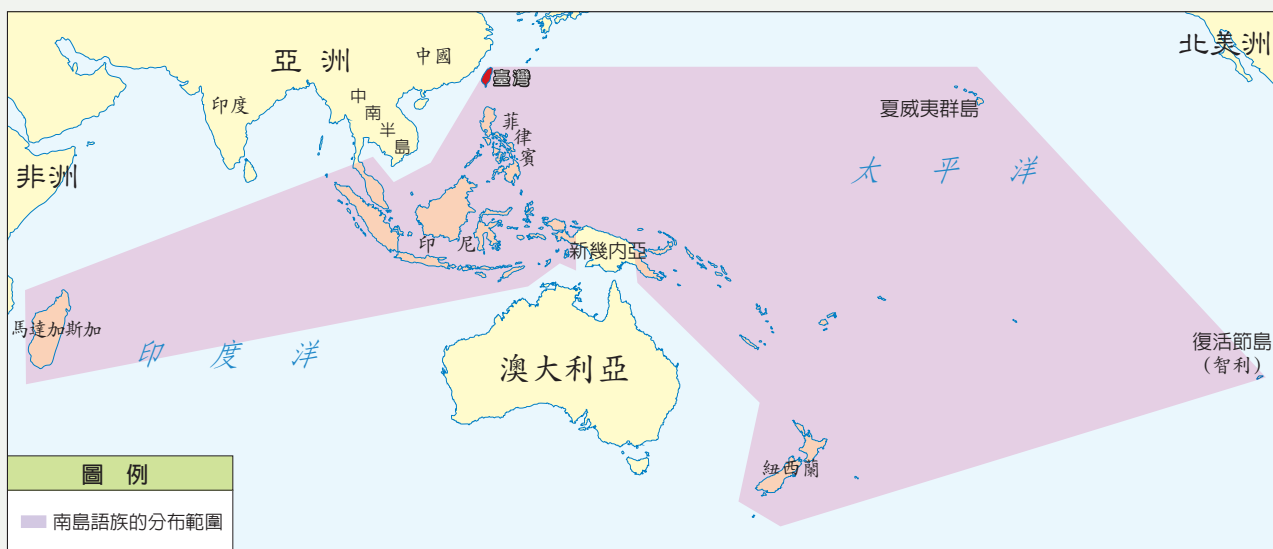 亞洲
中國
北美洲
臺灣
印度
中南半島
夏威夷群島
菲律賓
非洲
太平洋
印尼
新幾內亞
馬達加斯加
印度洋
澳大利亞
復活節島
(智利)
紐西蘭
圖例
南島語族的分布範圍